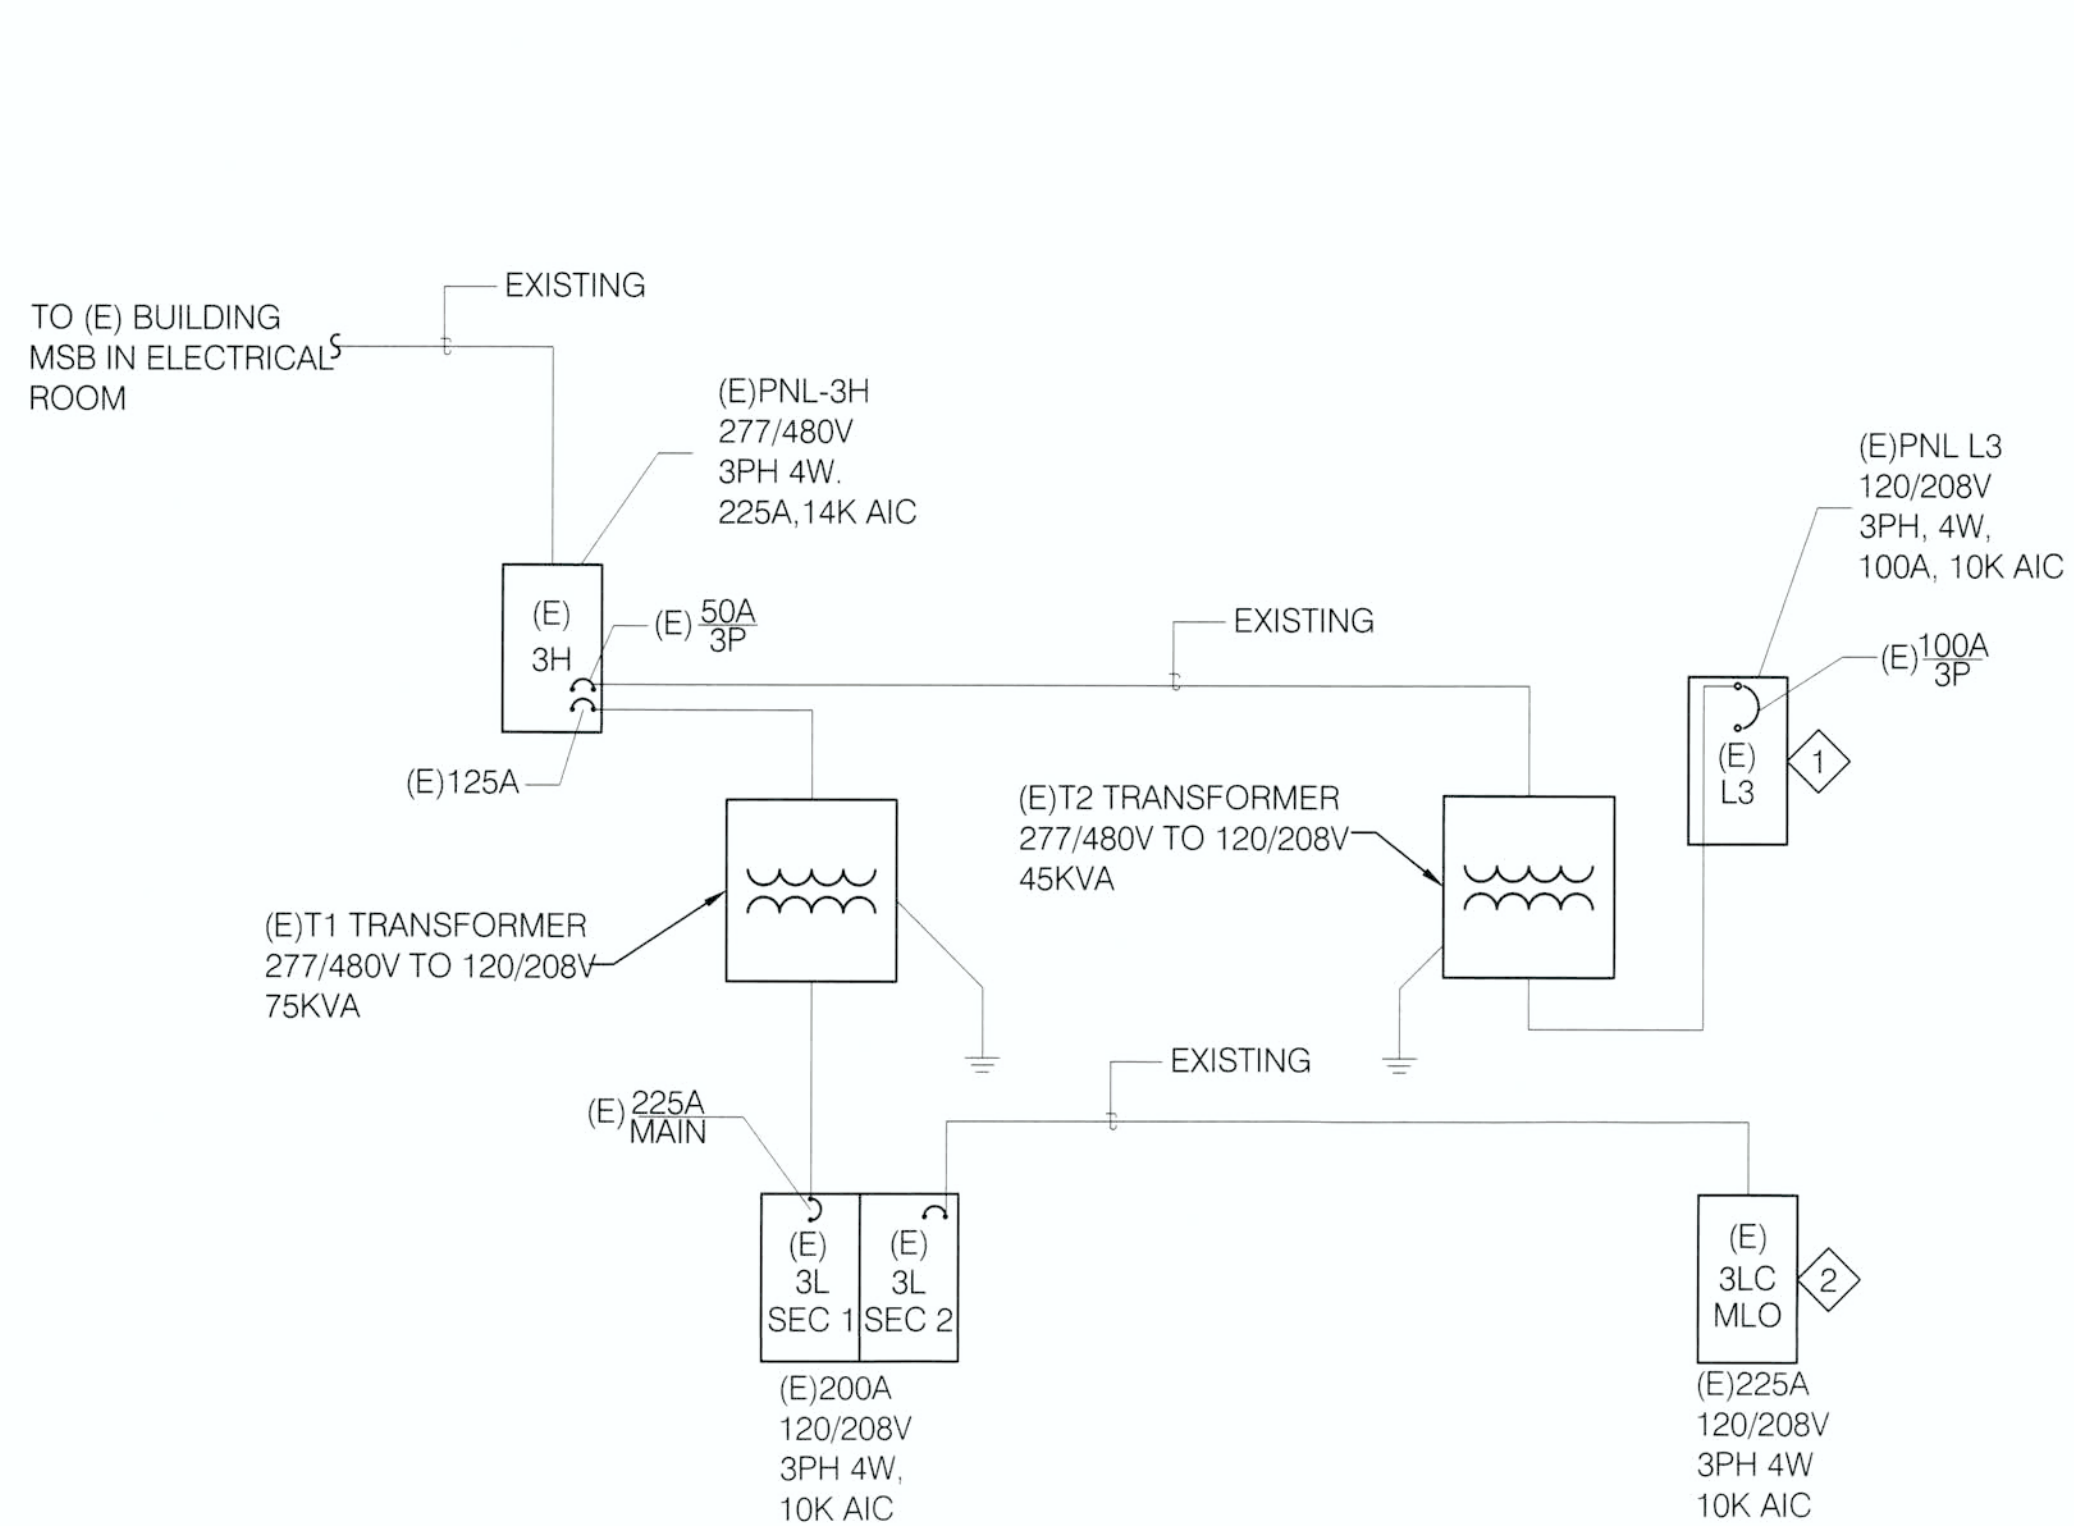 EXISTING
TO (E) BUILDING
MSB IN ELECTRICAL
ROOM
(E)PNL-3H
277/480V
3PH 4W.
225A,14K AIC
(E)PNL L3
120/208V
3PH, 4W,
100A, 10K AIC
(E)
3H
(E) 50A
3P
EXISTING
(E) 100A
3P
(E)
L3
1
(E)125A
(E)T2 TRANSFORMER
277/480V TO 120/208V
45KVA
(E)T1 TRANSFORMER
277/480V TO 120/208V
75KVA
EXISTING
(E) 225A
MAIN
(E)
3L
SEC 1
(E)
3L
SEC 2
(E)
3LC
MLO
2
(E)200A
120/208V
3PH 4W,
10K AIC
(E)225A
120/208V
3PH 4W
10K AIC